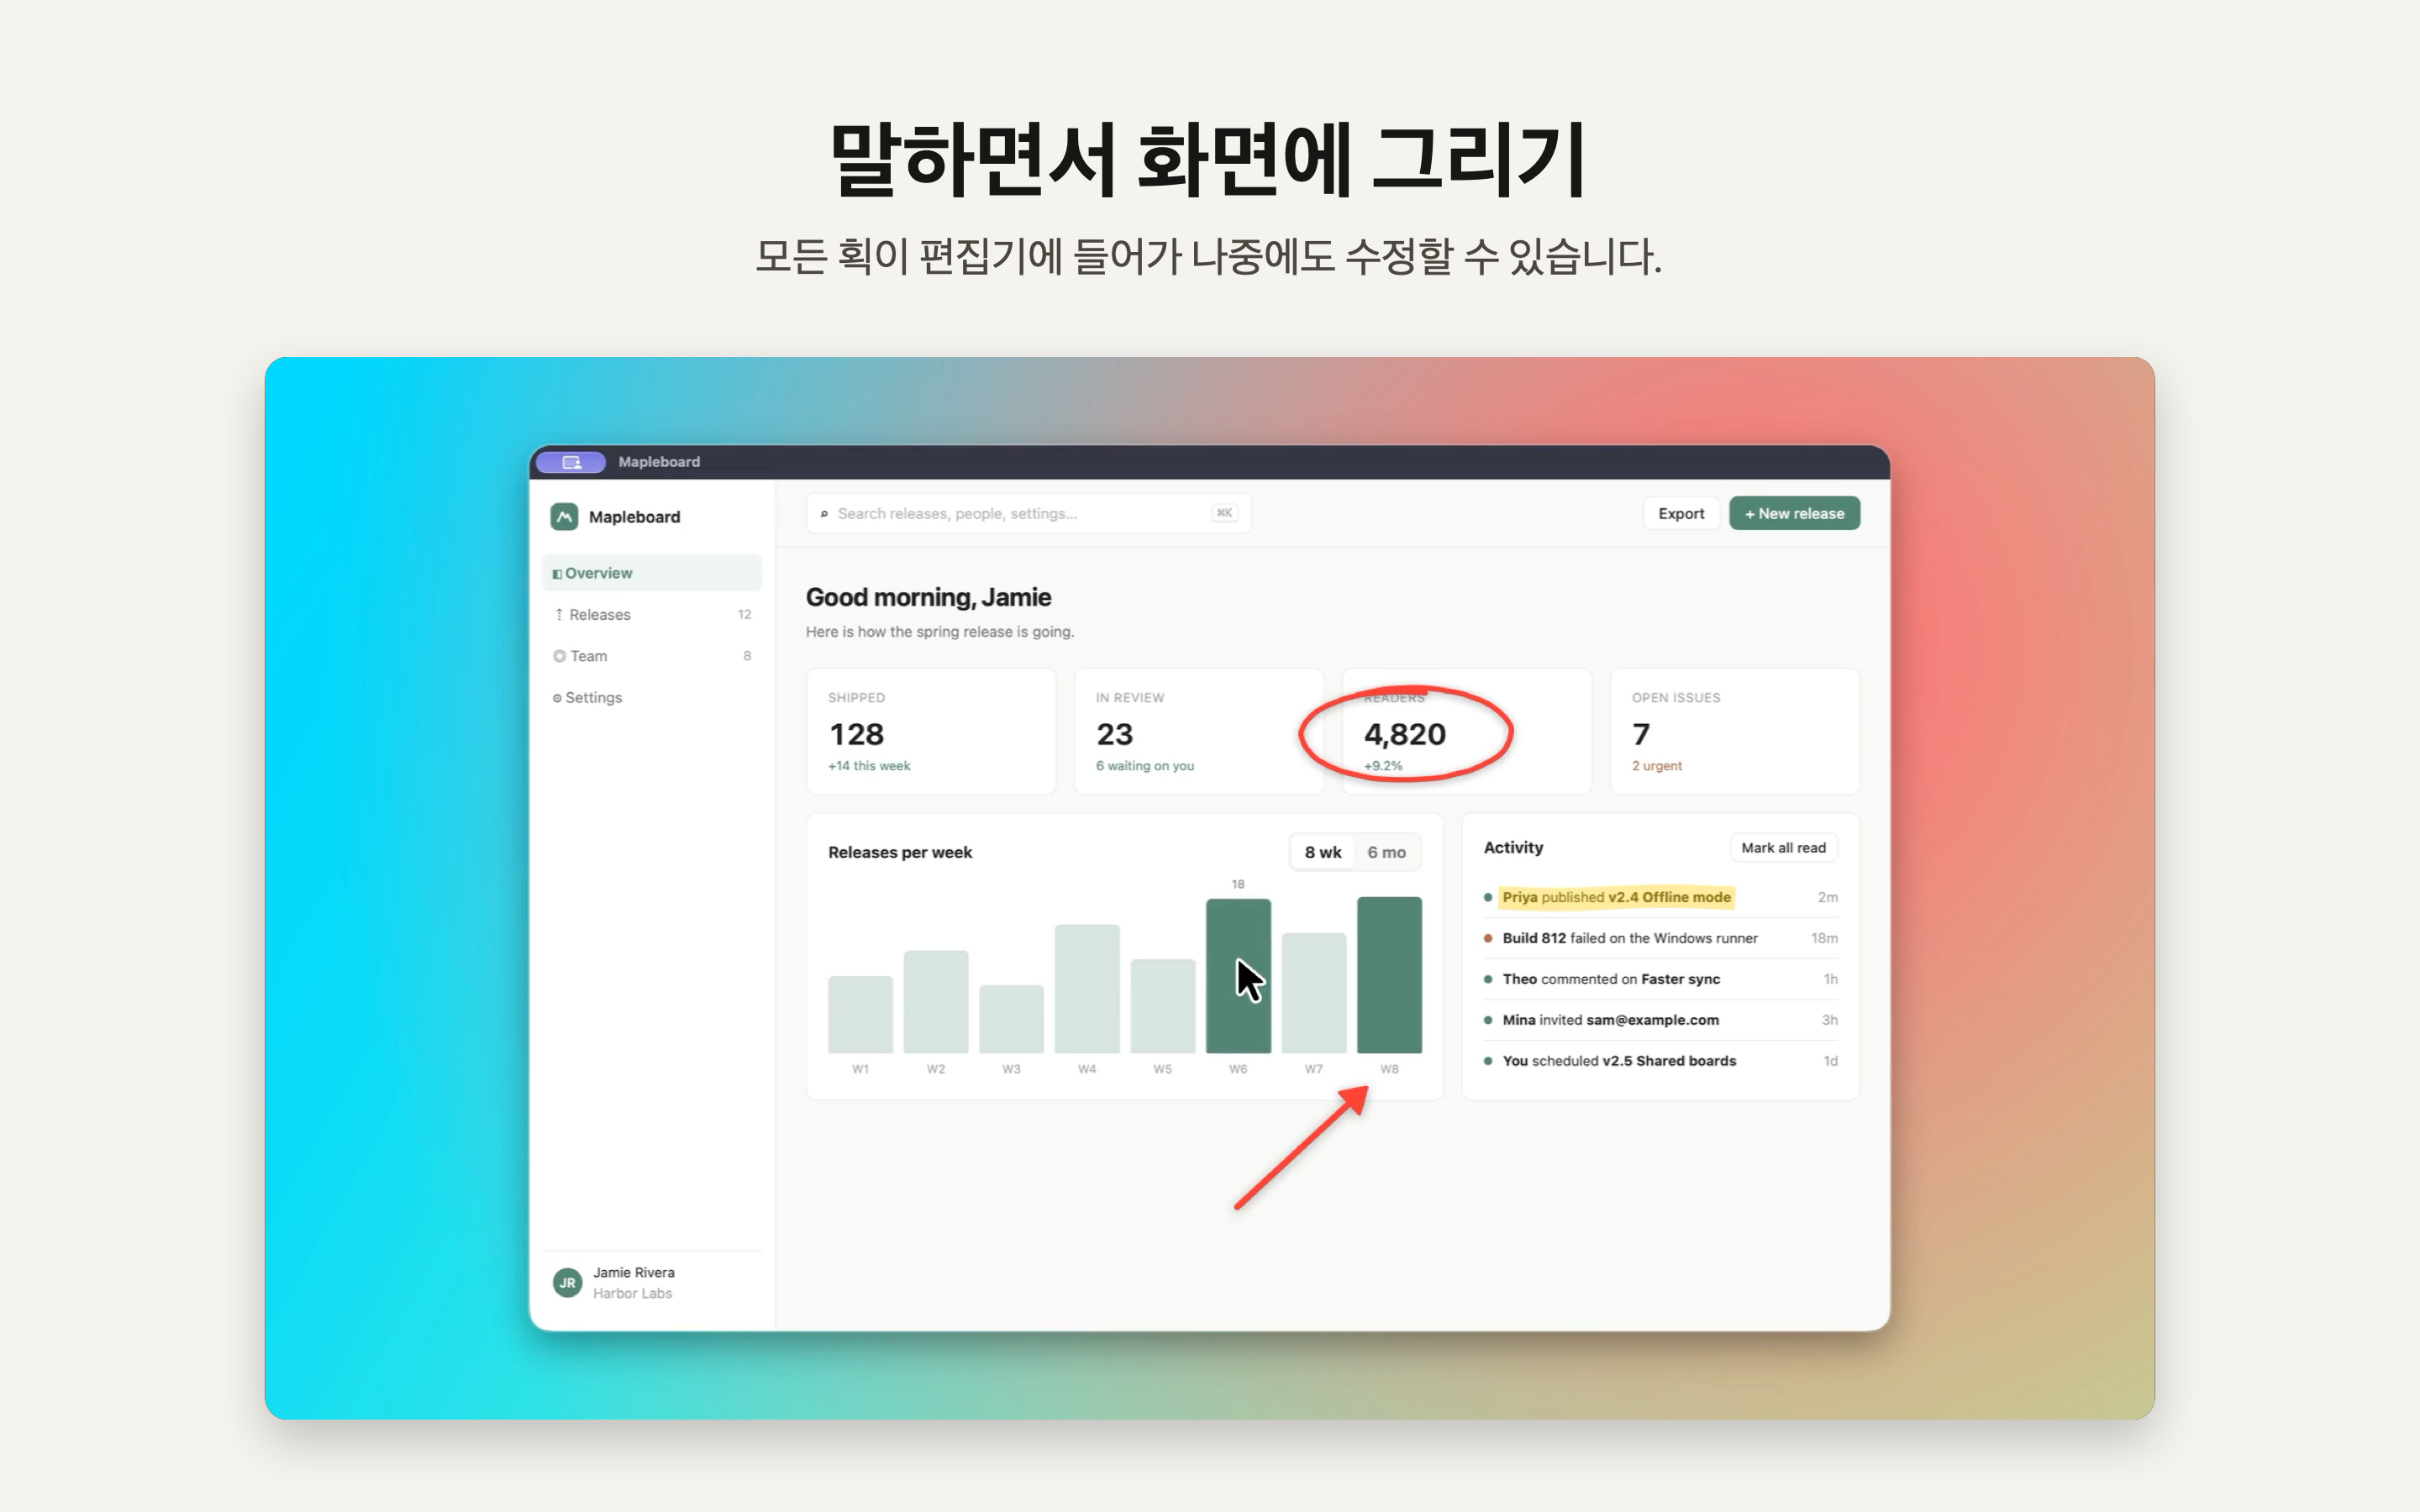 말하면서 화면에 그리기
모든 획이 편집기에 들어가 나중에도 수정할 수 있습니다.
Mapleboard
Mapleboard
Search releases, people, settings...
⌘K
Export
+ New release
Overview
Releases 12
Team 8
Settings
Good morning, Jamie
Here is how the spring release is going.
SHIPPED
128
+14 this week
IN REVIEW
23
6 waiting on you
READERS
4,820
+9.2%
OPEN ISSUES
7
2 urgent
Releases per week
8 wk 6 mo
18
W1 W2 W3 W4 W5 W6 W7 W8
Activity
Mark all read
Priya published v2.4 Offline mode 2m
Build 812 failed on the Windows runner 18m
Theo commented on Faster sync 1h
Mina invited sam@example.com 3h
You scheduled v2.5 Shared boards 1d
JR
Jamie Rivera
Harbor Labs